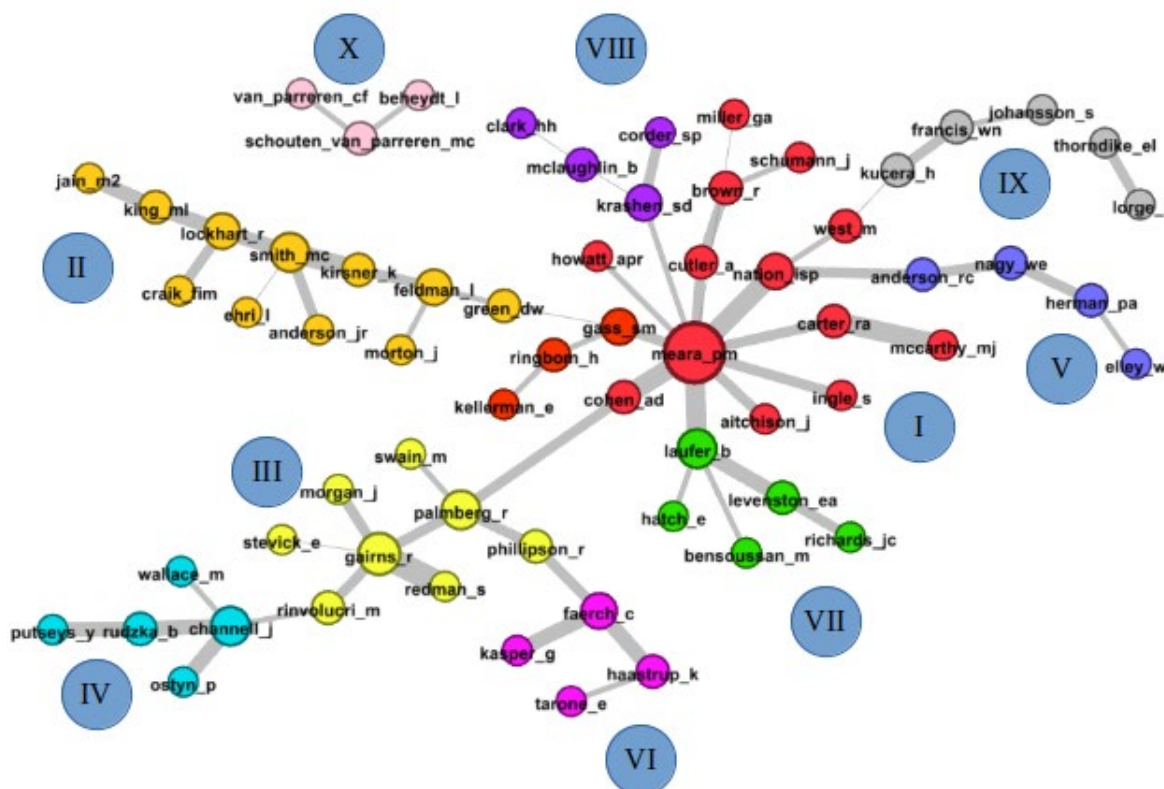 X
VIII
van_parreren_cf
beheydt_l
schouten_van_parreren_mc
clark_hh
corder_sp
mclaughlin_b
krashen_sd
miller_ga
schumann_j
brown_r
johansson_s
francis_wn
kucera_h
thorndike_el
lorge_
IX
jain_m2
king_ml
lockhart_r
smith_mc
kirsner_k
feldman_l
green_dw
craik_fim
ehri_l
anderson_jr
morton_j
II
howatt_apr
cutler_a
nation_isp
west_m
anderson_rc
nagy_we
herman_pa
elley_w
V
gass_sm
ringbom_h
kellerman_e
meara_pm
carter_ra
mccarthy_mj
cohen_ad
aitchison_j
ingle_s
I
III
swain_m
morgan_j
palmberg_r
stevick_e
gairns_r
redman_s
phillipson_r
rinvolucri_m
laufer_b
levenston_ea
hatch_e
bensoussan_m
richards_jc
VII
wallace_m
putseys_y
rudzka_b
channell_j
ostyn_p
IV
faerch_c
kasper_g
haastrup_k
tarone_e
VI